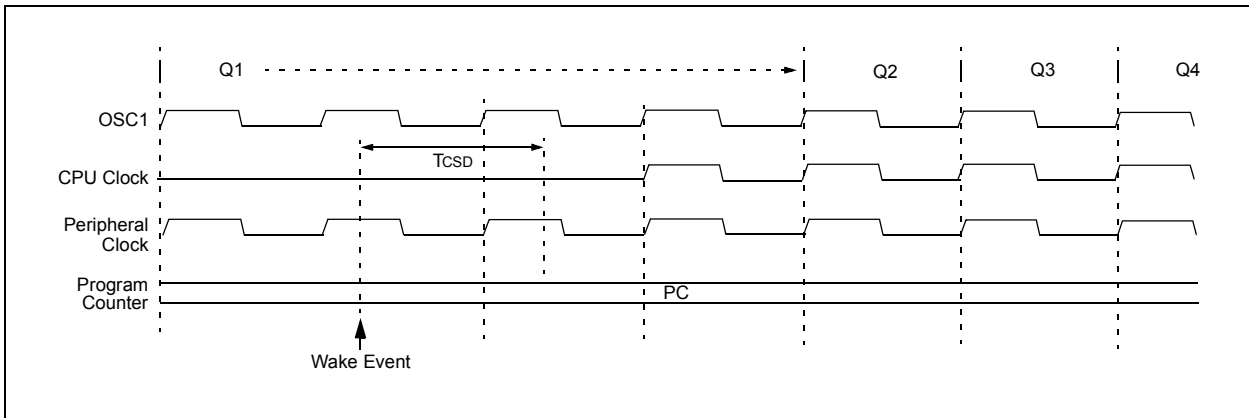 Q1 Q2 Q3 Q4
OSC1
TCSD
CPU Clock
Peripheral
Clock
Program
Counter
PC
Wake Event